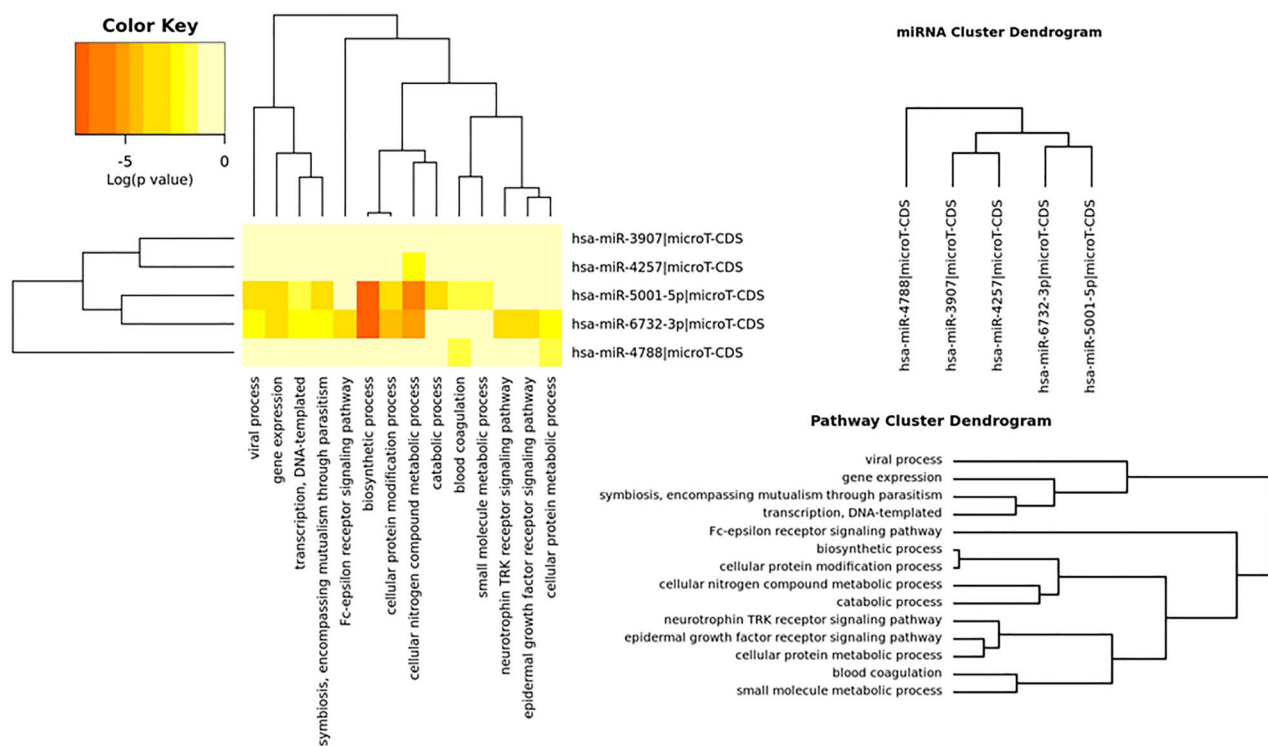 Color Key
-5
0
Log(p value)
hsa-miR-3907|microT-CDS
hsa-miR-4257|microT-CDS
hsa-miR-5001-5p|microT-CDS
hsa-miR-6732-3p|microT-CDS
hsa-miR-4788|microT-CDS
viral process
gene expression
transcription, DNA-templated
symbiosis, encompassing mutualism through parasitism
Fc-epsilon receptor signaling pathway
biosynthetic process
cellular protein modification process
cellular nitrogen compound metabolic process
catabolic process
blood coagulation
small molecule metabolic process
neurotrophin TRK receptor signaling pathway
epidermal growth factor receptor signaling pathway
cellular protein metabolic process
miRNA Cluster Dendrogram
hsa-miR-4788|microT-CDS
hsa-miR-3907|microT-CDS
hsa-miR-4257|microT-CDS
hsa-miR-6732-3p|microT-CDS
hsa-miR-5001-5p|microT-CDS
Pathway Cluster Dendrogram
viral process
gene expression
symbiosis, encompassing mutualism through parasitism
transcription, DNA-templated
Fc-epsilon receptor signaling pathway
biosynthetic process
cellular protein modification process
cellular nitrogen compound metabolic process
catabolic process
neurotrophin TRK receptor signaling pathway
epidermal growth factor receptor signaling pathway
cellular protein metabolic process
blood coagulation
small molecule metabolic process